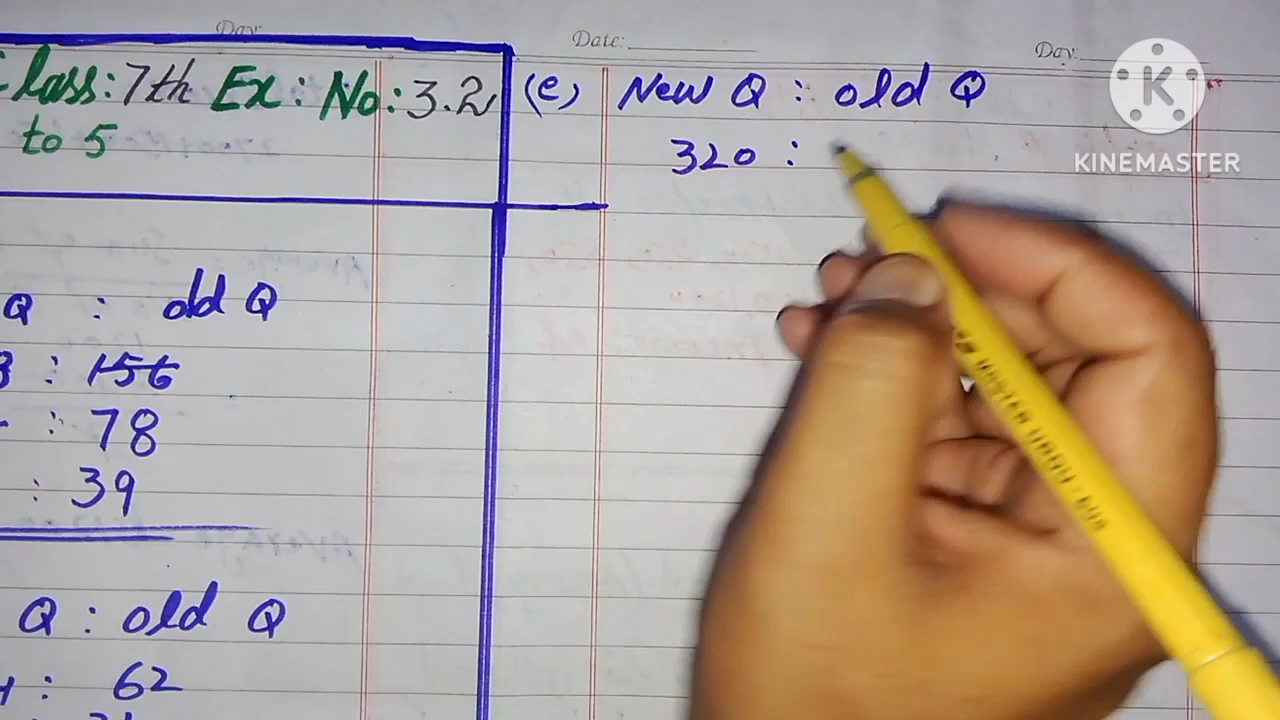 Day:
Date:
Day:
Class: 7th Ex: No: 3.2
to 5
Q : old Q
: 156
: 78
: 39
Q : old Q
: 62
(e) New Q : old Q
320 :
K
KINEMASTER